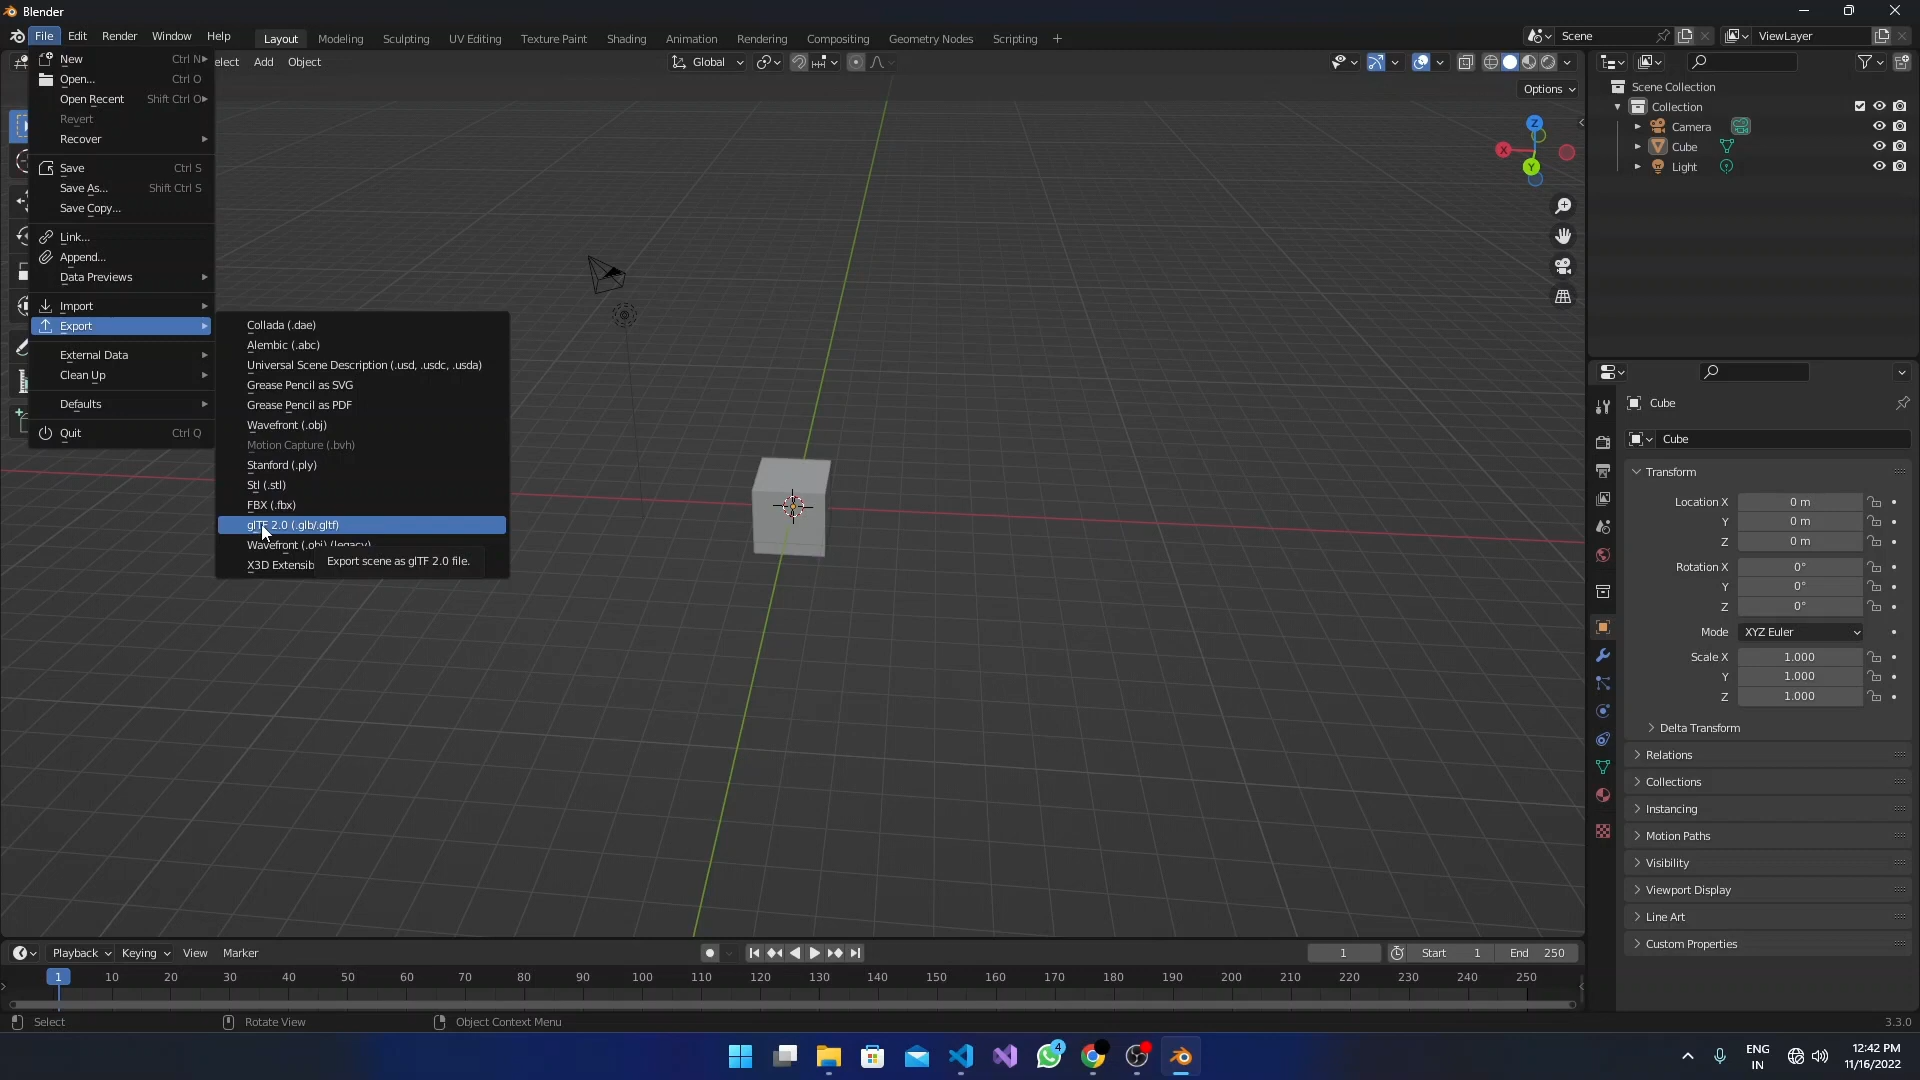 Blender
File Edit Render Window Help Layout Modeling Sculpting UV Editing Texture Paint Shading Animation Rendering Compositing Geometry Nodes Scripting + Scene ViewLayer
elect Add Object Global
Options
New Ctrl N
Open... Ctrl O
Open Recent Shift Ctrl O
Revert
Recover
Save Ctrl S
Save As... Shift Ctrl S
Save Copy...
Link...
Append...
Data Previews
Import
Export
External Data
Clean Up
Defaults
Quit Ctrl Q
Collada (.dae)
Alembic (.abc)
Universal Scene Description (.usd, .usdc, .usda)
Grease Pencil as SVG
Grease Pencil as PDF
Wavefront (.obj)
Motion Capture (.bvh)
Stanford (.ply)
Stl (.stl)
FBX (.fbx)
glTF 2.0 (.glb/.gltf)
Wavefront (.obj) (legacy)
X3D Extensib
Export scene as glTF 2.0 file.
Z
X
Y
Scene Collection
Collection
Camera
Cube
Light
Cube
Cube
Transform
Location X 0 m
Y 0 m
Z 0 m
Rotation X 0°
Y 0°
Z 0°
Mode XYZ Euler
Scale X 1.000
Y 1.000
Z 1.000
Delta Transform
Relations
Collections
Instancing
Motion Paths
Visibility
Viewport Display
Line Art
Custom Properties
Playback Keying View Marker 1 Start 1 End 250
1 10 20 30 40 50 60 70 80 90 100 110 120 130 140 150 160 170 180 190 200 210 220 230 240 250
Select Rotate View Object Context Menu 3.3.0
4
ENG
IN
12:42 PM
11/16/2022